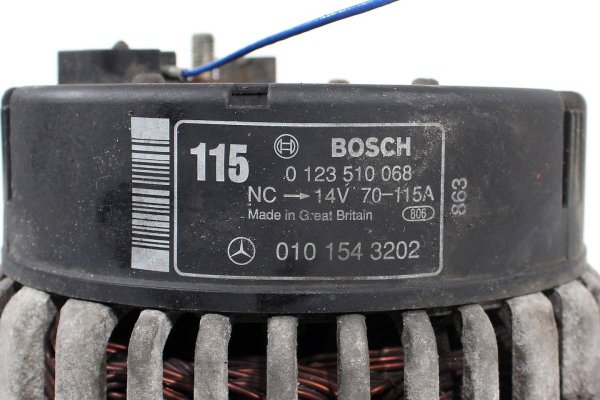 115 BOSCH
0 123 510 068
NC → 14V 70-115A
Made in Great Britain 806
010 154 3202
863